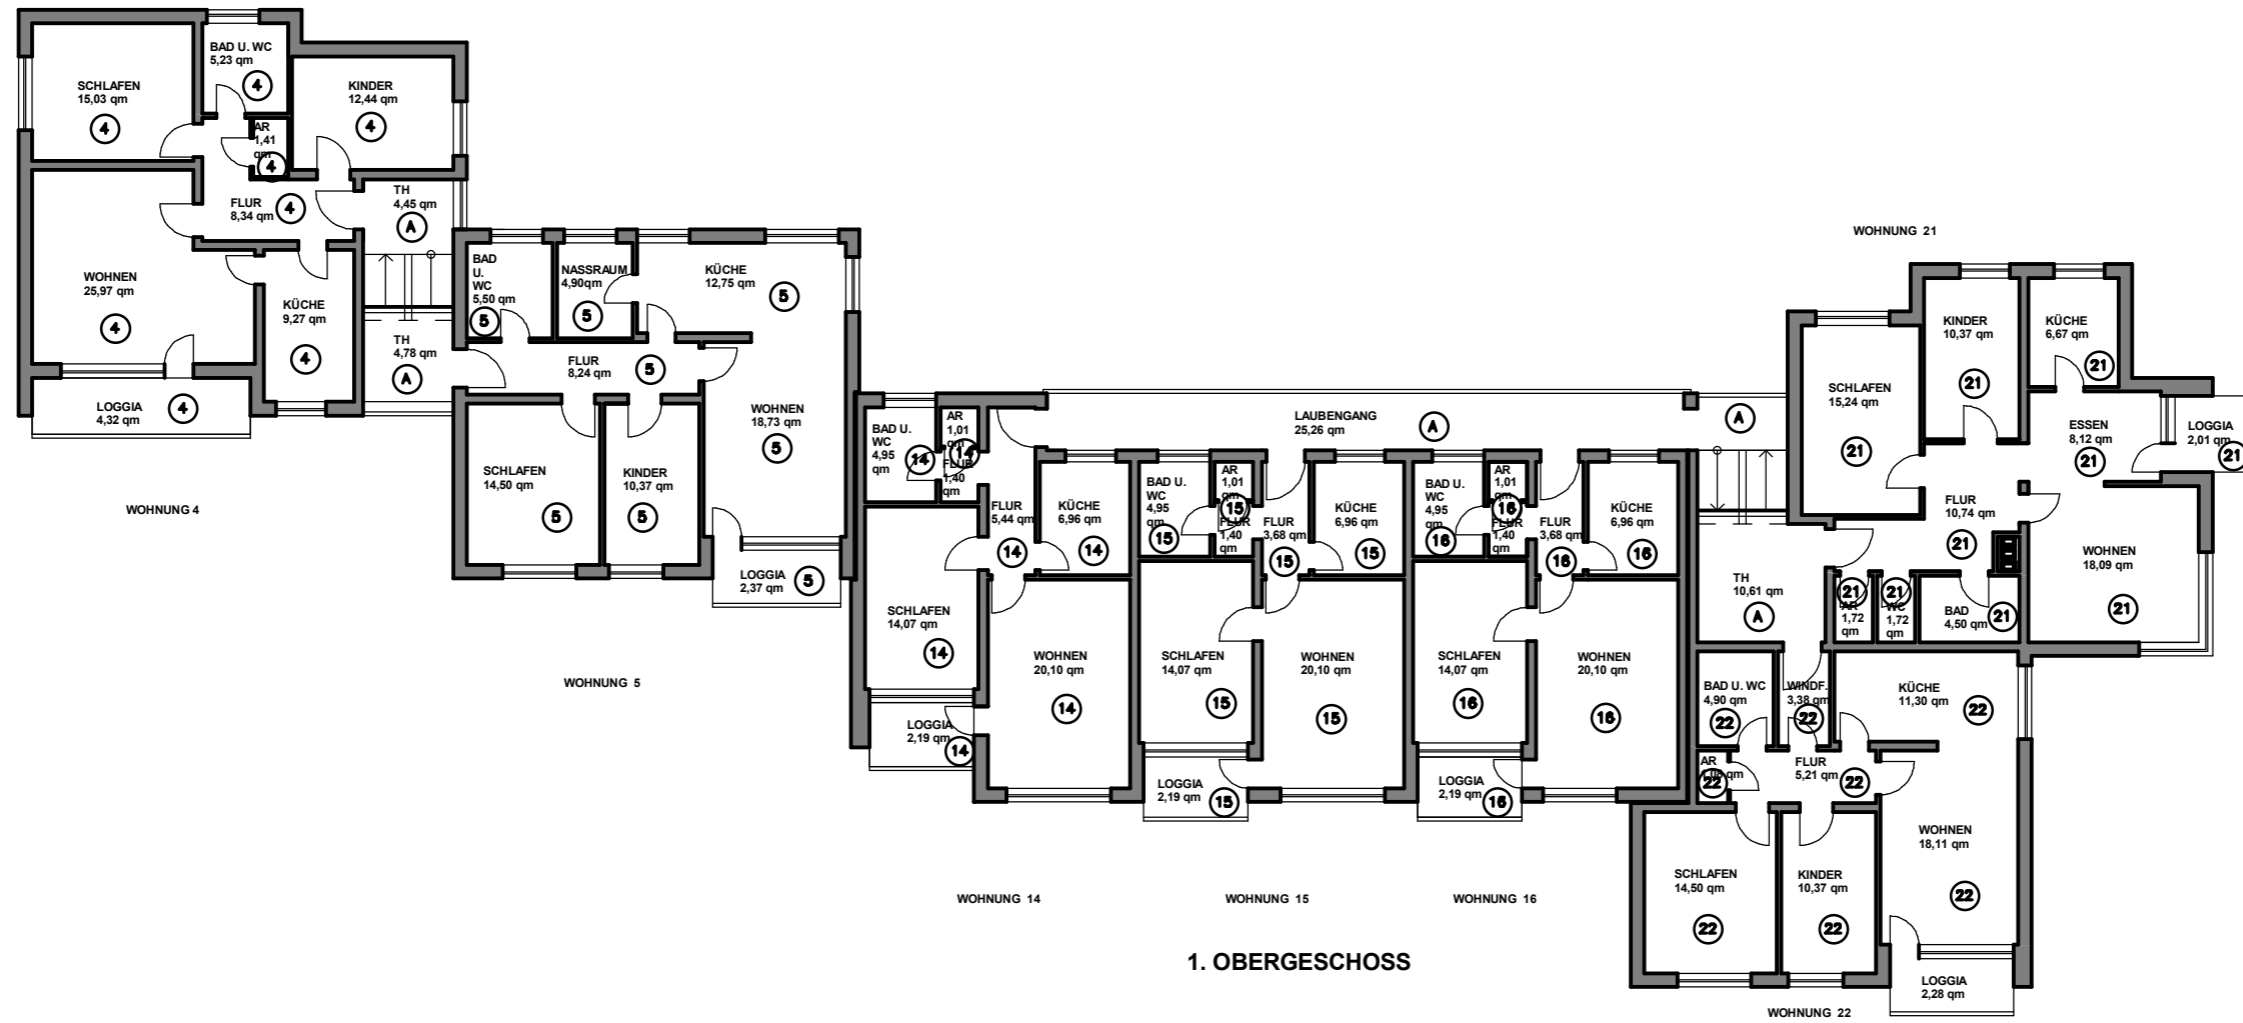 BAD U. WC
5,23 qm
4
SCHLAFEN
15,03 qm
4
KINDER
12,44 qm
4
AR
1,41
qm
4
TH
4,45 qm
A
FLUR
8,34 qm
4
WOHNEN
25,97 qm
4
KÜCHE
9,27 qm
4
TH
4,78 qm
A
LOGGIA
4,32 qm
4
WOHNUNG 4
BAD
U.
WC
5,50 qm
5
NASSRAUM
4,90qm
5
KÜCHE
12,75 qm
5
FLUR
8,24 qm
5
WOHNEN
18,73 qm
5
SCHLAFEN
14,50 qm
5
KINDER
10,37 qm
5
LOGGIA
2,37 qm
5
WOHNUNG 5
BAD U.
WC
4,95
qm
14
AR
1,01
qm
14
FLUR
1,40
qm
FLUR
5,44 qm
14
KÜCHE
6,96 qm
14
SCHLAFEN
14,07 qm
14
WOHNEN
20,10 qm
14
LOGGIA
2,19 qm
14
WOHNUNG 14
LAUBENGANG
25,26 qm
A
A
BAD U.
WC
4,95
qm
15
AR
1,01
qm
15
FLUR
1,40
qm
FLUR
3,68 qm
15
KÜCHE
6,96 qm
15
SCHLAFEN
14,07 qm
15
WOHNEN
20,10 qm
15
LOGGIA
2,19 qm
15
WOHNUNG 15
BAD U.
WC
4,95
qm
16
AR
1,01
qm
16
FLUR
1,40
qm
FLUR
3,68 qm
16
KÜCHE
6,96 qm
16
SCHLAFEN
14,07 qm
16
WOHNEN
20,10 qm
16
LOGGIA
2,19 qm
16
WOHNUNG 16
WOHNUNG 21
KINDER
10,37 qm
21
KÜCHE
6,67 qm
21
SCHLAFEN
15,24 qm
21
ESSEN
8,12 qm
21
LOGGIA
2,01 qm
21
FLUR
10,74 qm
21
WOHNEN
18,09 qm
21
TH
10,61 qm
A
21
AR
1,72
qm
21
WC
1,72
qm
BAD
4,50 qm
21
BAD U. WC
4,90 qm
22
WINDF.
3,38 qm
22
KÜCHE
11,30 qm
22
AR
qm
22
FLUR
5,21 qm
22
WOHNEN
18,11 qm
22
SCHLAFEN
14,50 qm
22
KINDER
10,37 qm
22
LOGGIA
2,28 qm
WOHNUNG 22
1. OBERGESCHOSS